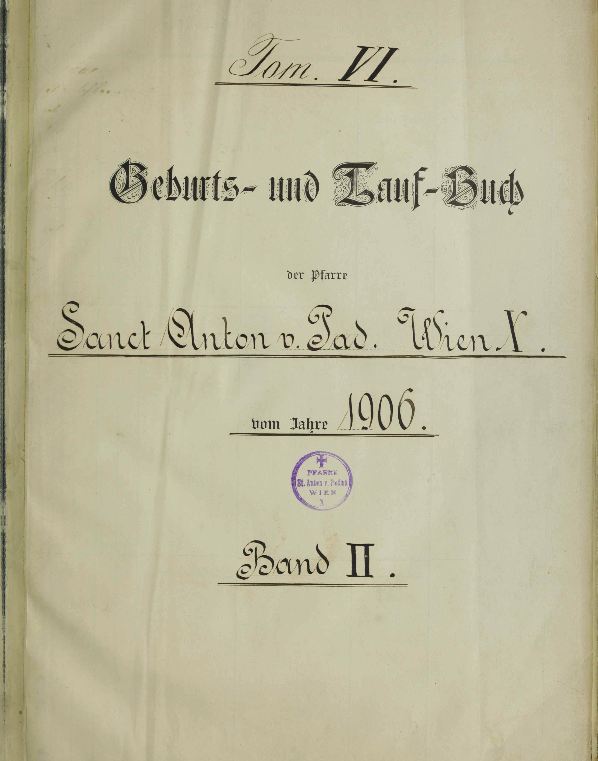 Tom. VI.
Geburts- und Tauf-Buch
der Pfarre
Sanct Anton v. Pad. Wien X.
vom Jahre 1906.
PFARRE
St. Anton v. Padua
WIEN
X
Band II.